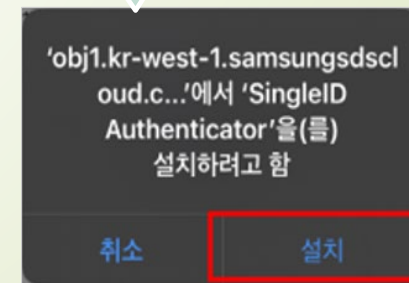 ‘obj1.kr-west-1.samsungsdscl
oud.c...’에서 ‘SingleID
Authenticator’을(를)
설치하려고 함
취소
설치